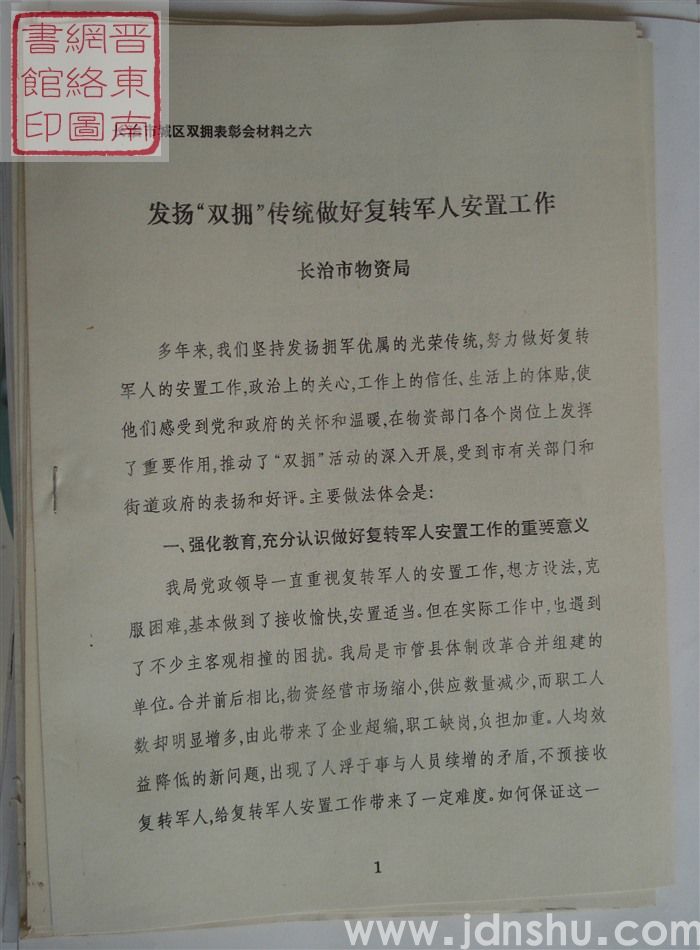 晋东南
網絡圖
書館印
长治市城区双拥表彰会材料之六
发扬“双拥”传统做好复转军人安置工作
长治市物资局
多年来,我们坚持发扬拥军优属的光荣传统,努力做好复转
军人的安置工作,政治上的关心,工作上的信任、生活上的体贴,使
他们感受到党和政府的关怀和温暖,在物资部门各个岗位上发挥
了重要作用,推动了“双拥”活动的深入开展,受到市有关部门和
街道政府的表扬和好评。主要做法体会是:
一、强化教育,充分认识做好复转军人安置工作的重要意义
我局党政领导一直重视复转军人的安置工作,想方设法,克
服困难,基本做到了接收愉快,安置适当。但在实际工作中,也遇到
了不少主客观相撞的困扰。我局是市管县体制改革合并组建的
单位。合并前后相比,物资经营市场缩小,供应数量减少,而职工人
数却明显增多,由此带来了企业超编,职工缺岗,负担加重。人均效
益降低的新问题,出现了人浮于事与人员续增的矛盾,不预接收
复转军人,给复转军人安置工作带来了一定难度。如何保证这一
1
www.jdnshu.com